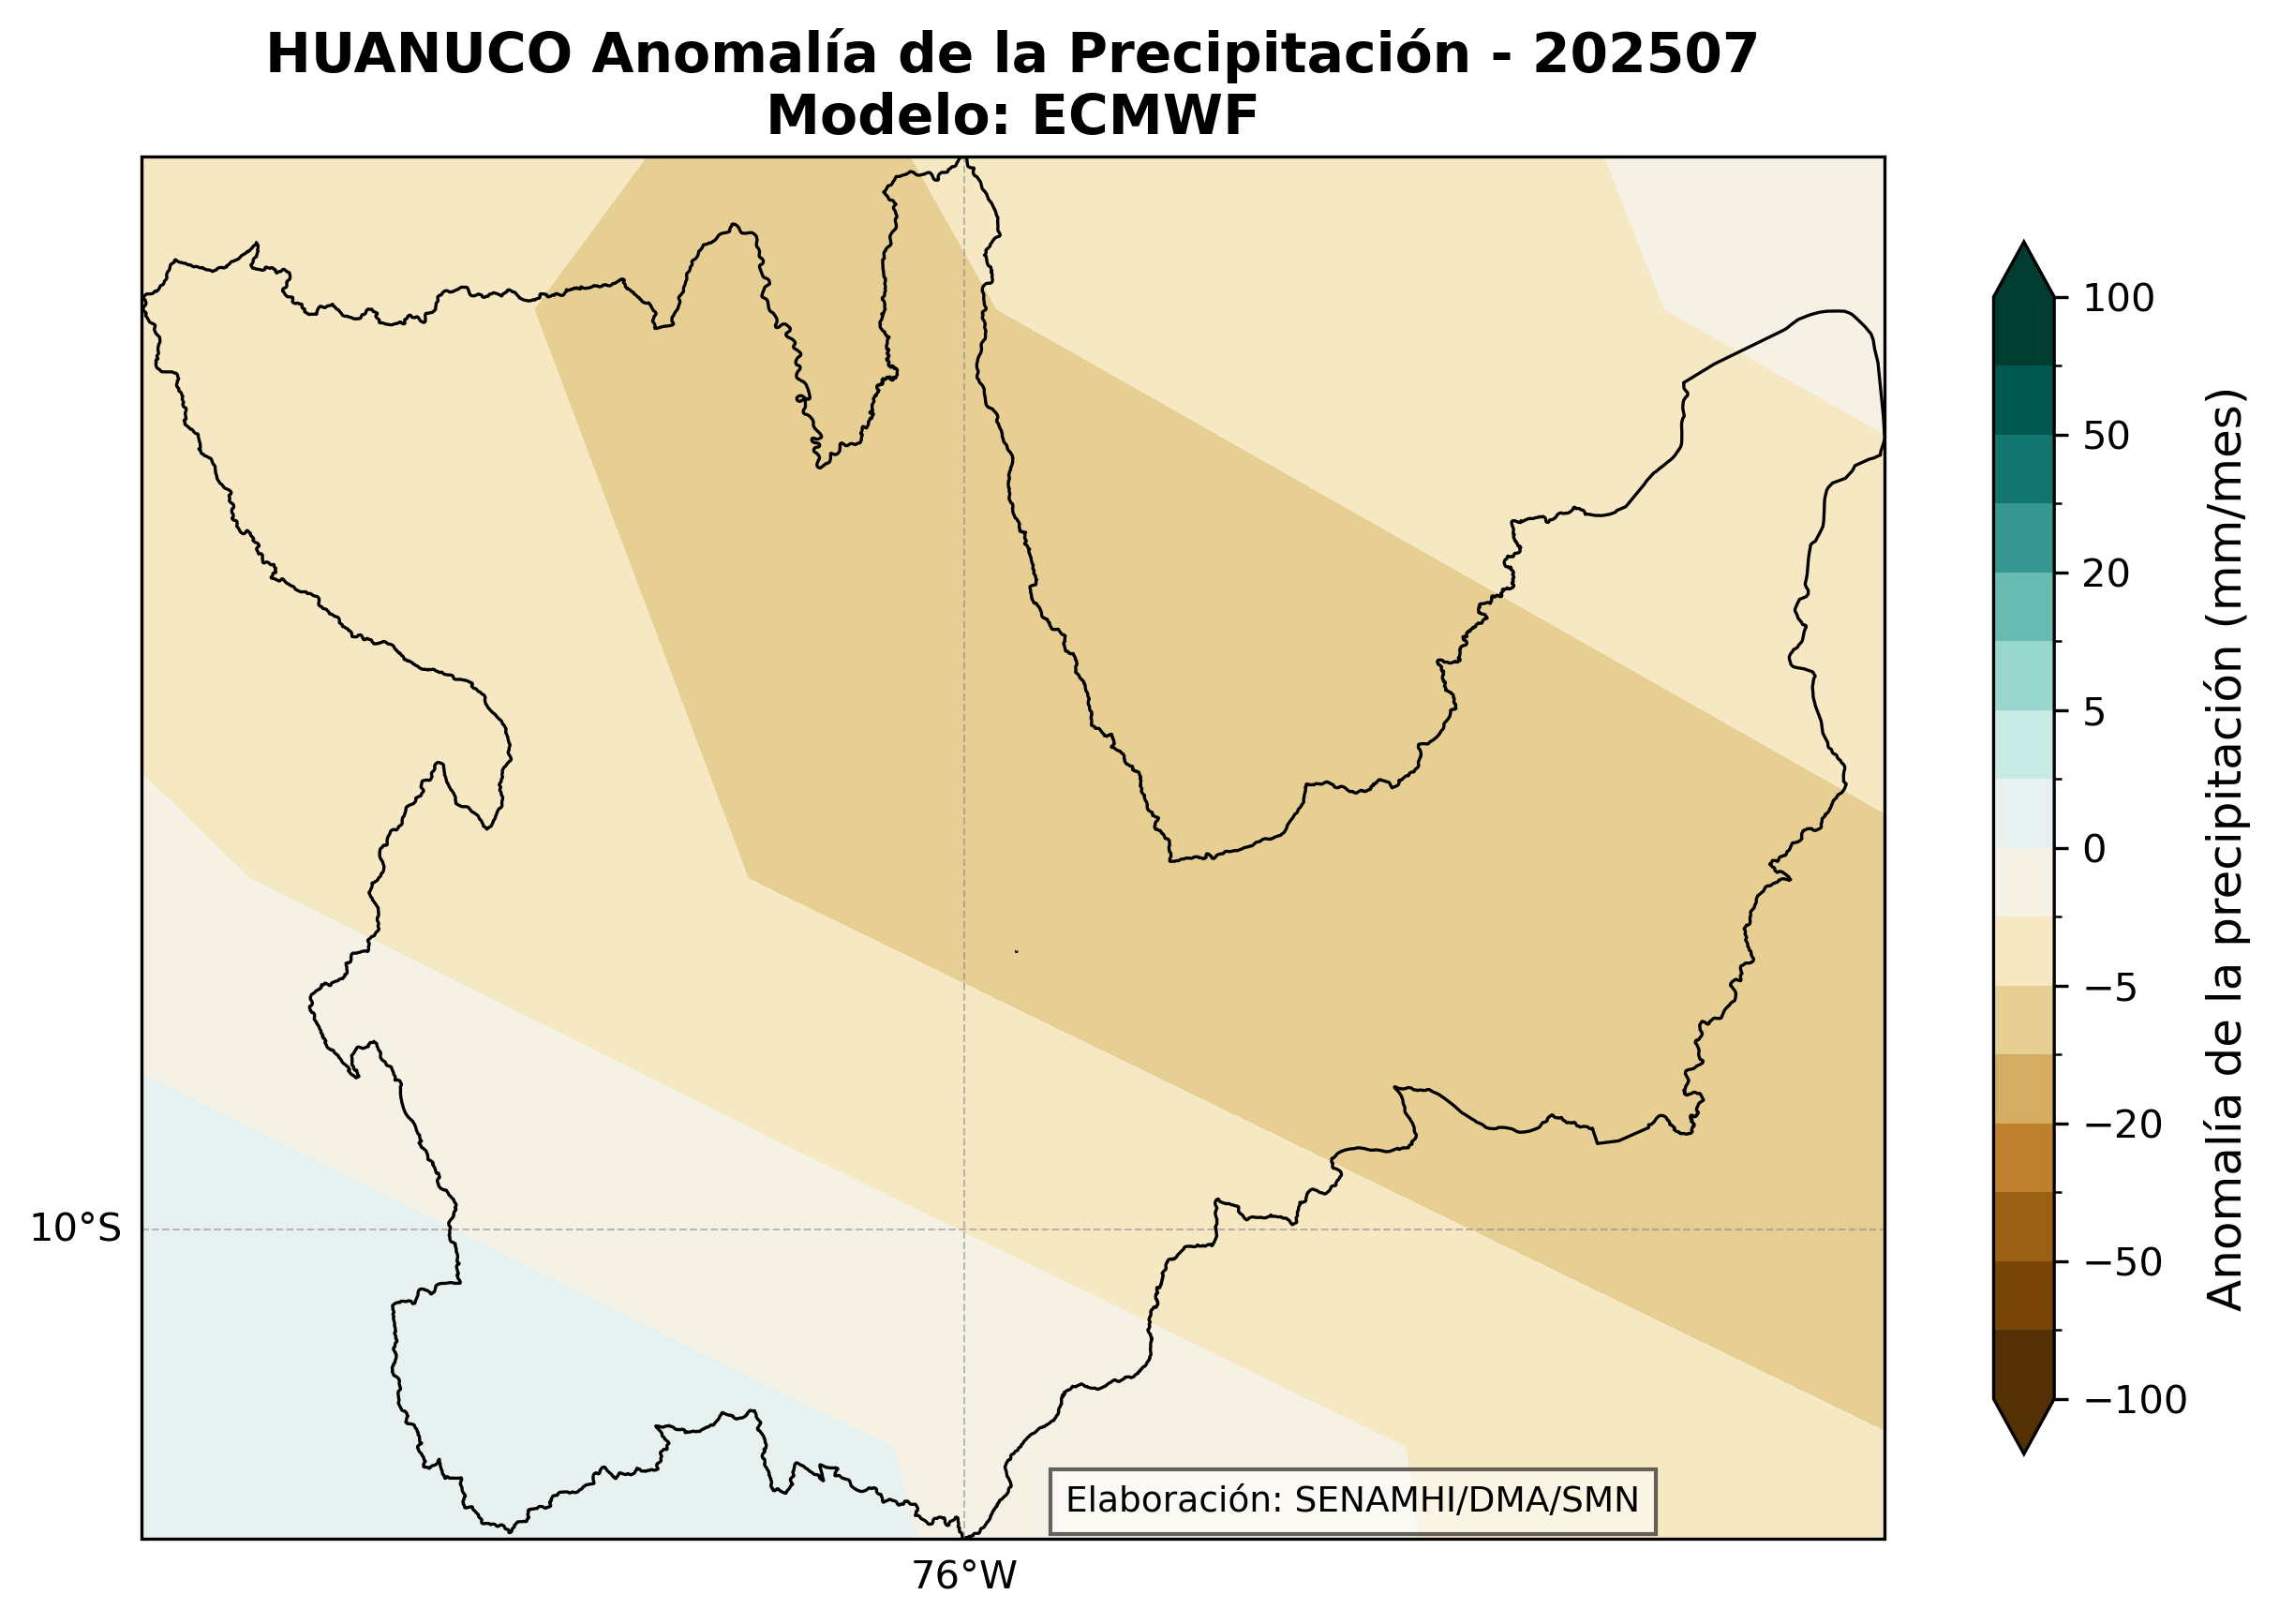 HUANUCO Anomalía de la Precipitación - 202507
Modelo: ECMWF
100
50
20
5
0
−5
−20
−50
−100
Anomalía de la precipitación (mm/mes)
10°S
76°W
Elaboración: SENAMHI/DMA/SMN